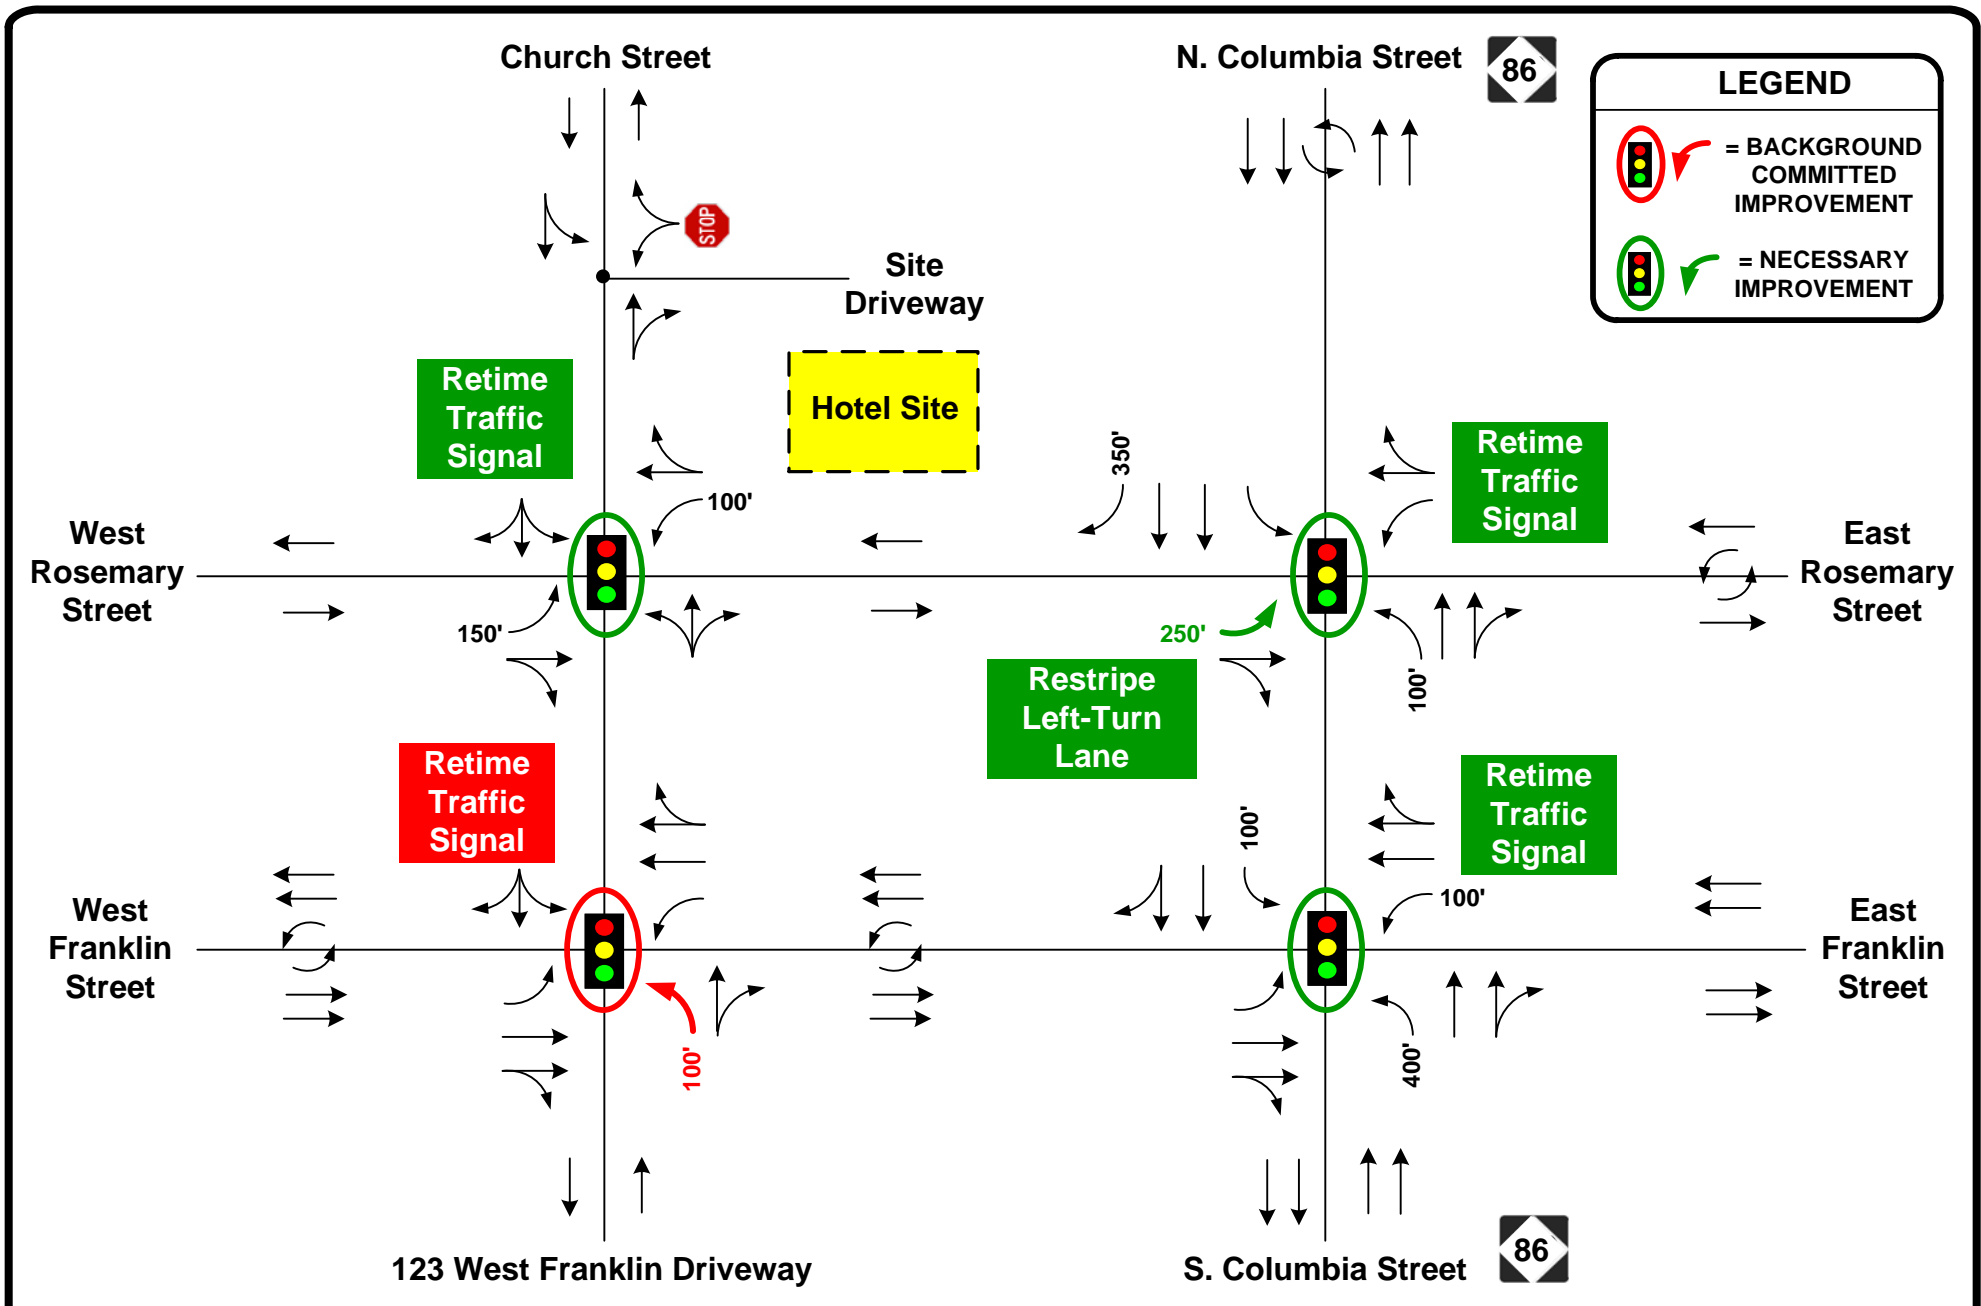 Church Street
N. Columbia Street
86
LEGEND
= BACKGROUND
COMMITTED
IMPROVEMENT
= NECESSARY
IMPROVEMENT
STOP
Site
Driveway
Retime
Traffic
Signal
Hotel Site
350'
Retime
Traffic
Signal
100'
West
Rosemary
Street
East
Rosemary
Street
150'
250'
100'
Restripe
Left-Turn
Lane
Retime
Traffic
Signal
Retime
Traffic
Signal
100'
100'
West
Franklin
Street
East
Franklin
Street
100'
400'
123 West Franklin Driveway
S. Columbia Street
86